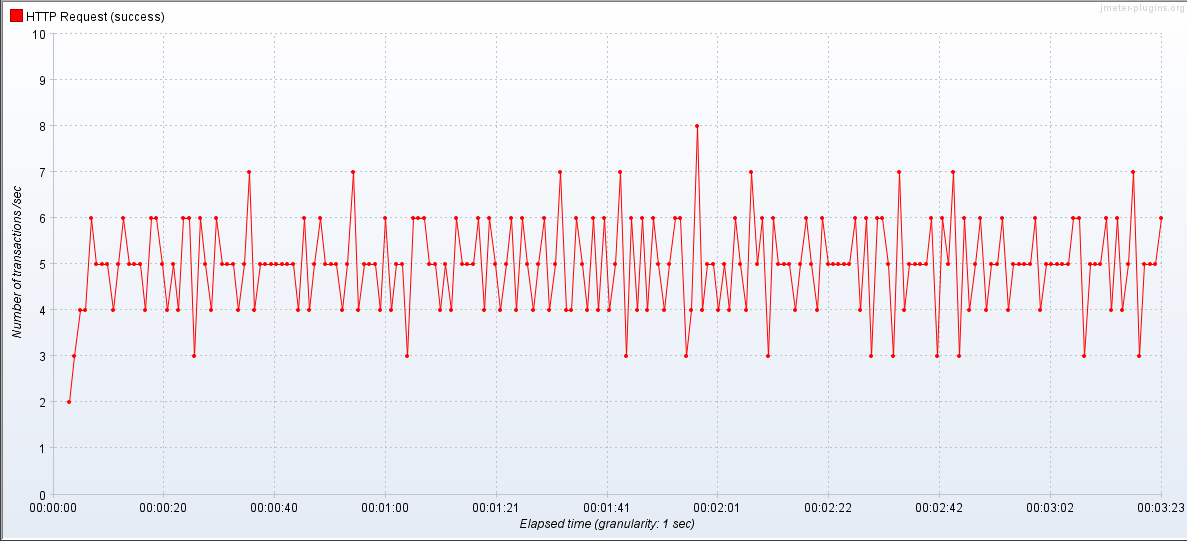 jmeter-plugins.org
HTTP Request (success)
10
9
8
7
6
5
4
3
2
1
0
Number of transactions /sec
00:00:00 00:00:20 00:00:40 00:01:00 00:01:21 00:01:41 00:02:01 00:02:22 00:02:42 00:03:02 00:03:23
Elapsed time (granularity: 1 sec)